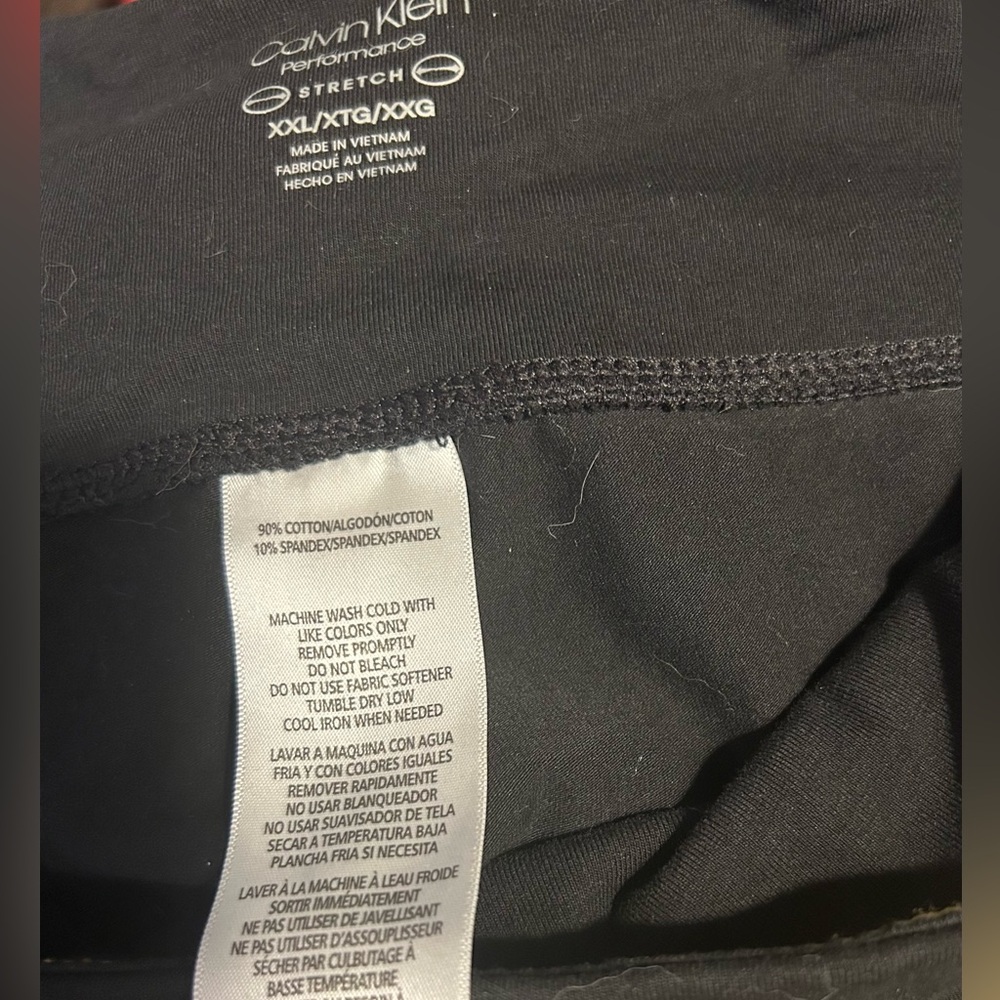 Calvin Klein
Performance
STRETCH
XXL/XTG/XXG
MADE IN VIETNAM
FABRIQUÉ AU VIETNAM
HECHO EN VIETNAM
90% COTTON/ALGODÓN/COTON
10% SPANDEX/SPANDEX/SPANDEX
MACHINE WASH COLD WITH
LIKE COLORS ONLY
REMOVE PROMPTLY
DO NOT BLEACH
DO NOT USE FABRIC SOFTENER
TUMBLE DRY LOW
COOL IRON WHEN NEEDED
LAVAR A MAQUINA CON AGUA
FRIA Y CON COLORES IGUALES
REMOVER RAPIDAMENTE
NO USAR BLANQUEADOR
NO USAR SUAVISADOR DE TELA
SECAR A TEMPERATURA BAJA
PLANCHA FRIA SI NECESITA
LAVER À LA MACHINE À LEAU FROIDE
SORTIR IMMÉDIATEMENT
NE PAS UTILISER DE JAVELLISANT
NE PAS UTILISER D'ASSOUPLISSEUR
SÉCHER PAR CULBUTAGE À
BASSE TEMPÉRATURE